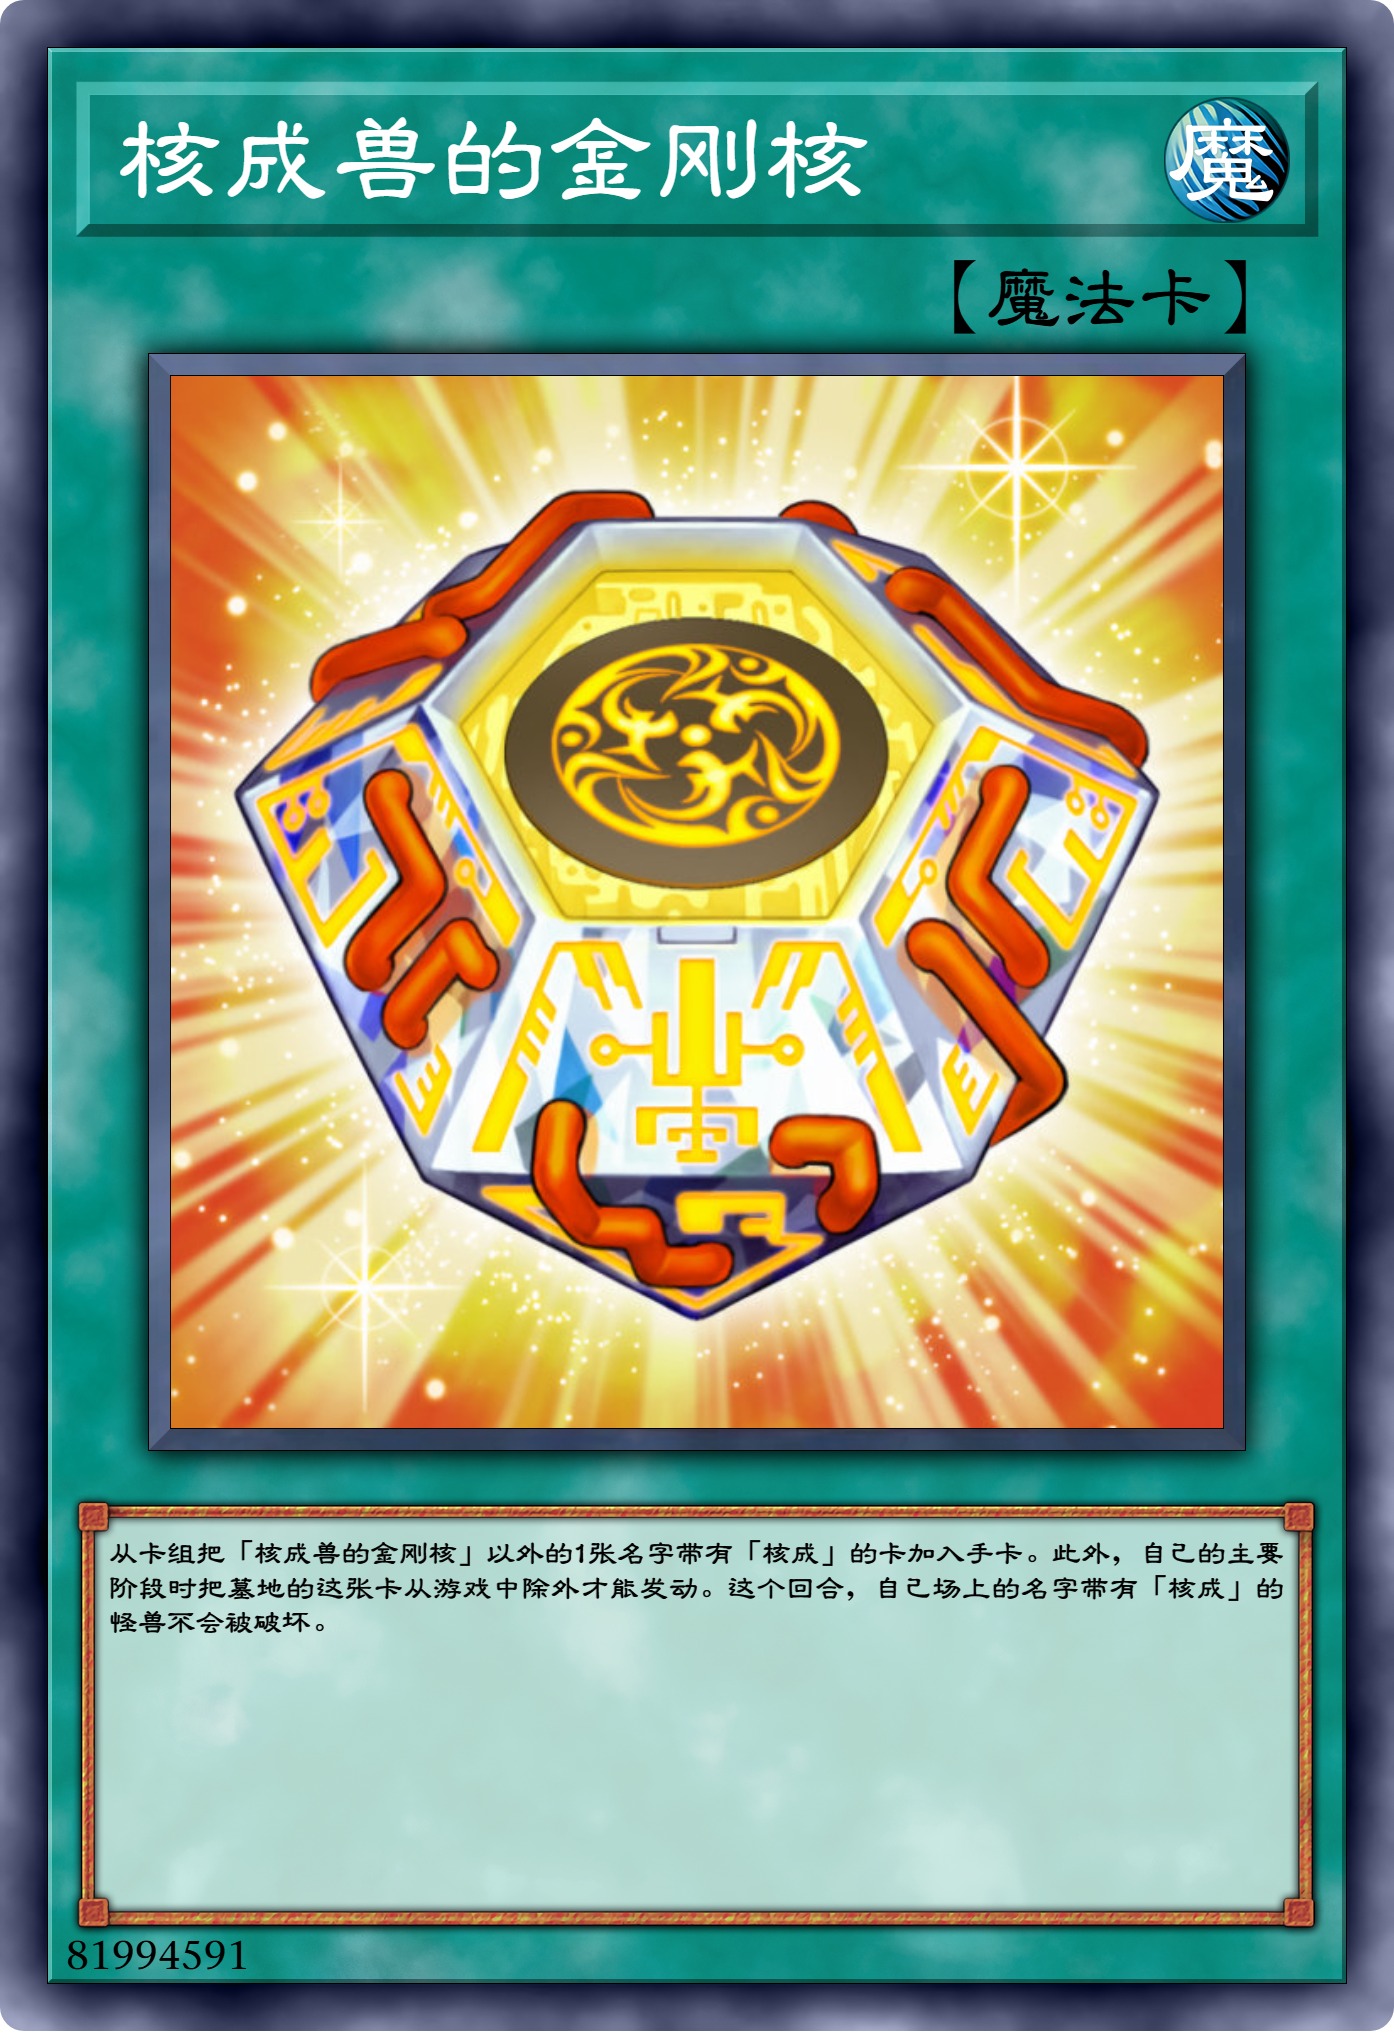 核成兽的金刚核
魔
【魔法卡】
从卡组把「核成兽的金刚核」以外的1张名字带有「核成」的卡加入手卡。此外，自己的主要
阶段时把墓地的这张卡从游戏中除外才能发动。这个回合，自己场上的名字带有「核成」的
怪兽不会被破坏。
81994591